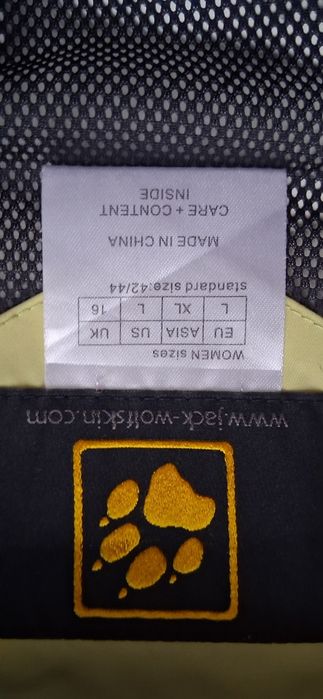 www.jack-wolfskin.com
WOMEN sizes
EU ASIA US UK
L XL L 16
standard size:42/44
MADE IN CHINA
CARE + CONTENT
INSIDE